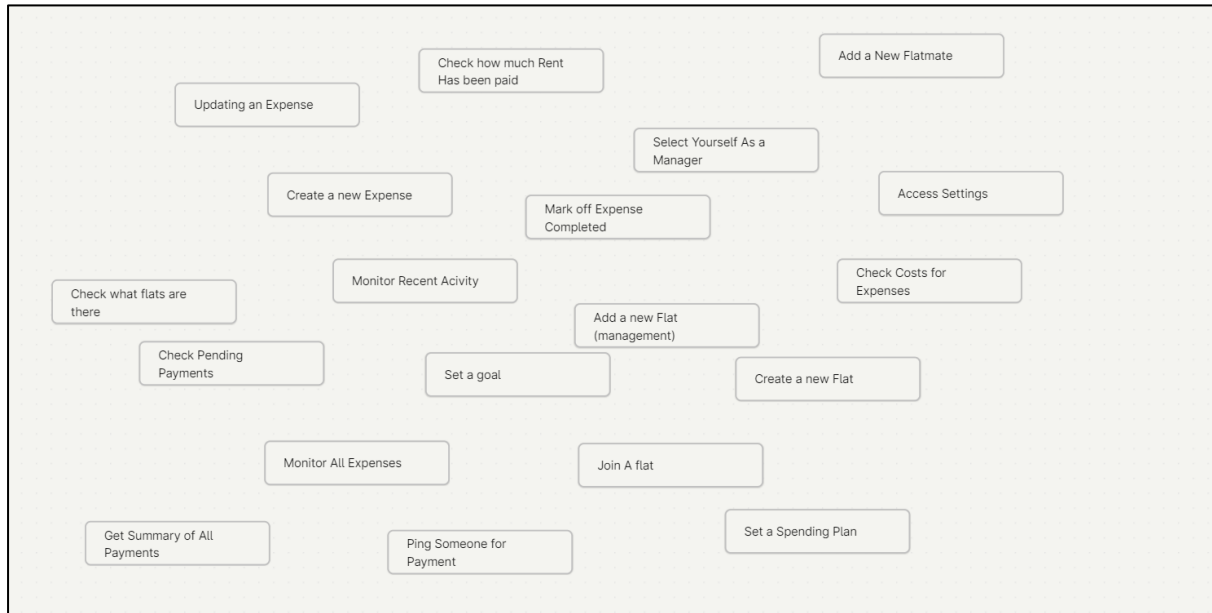 Add a New Flatmate
Check how much Rent
Has been paid
Updating an Expense
Select Yourself As a
Manager
Create a new Expense
Access Settings
Mark off Expense
Completed
Monitor Recent Acivity
Check Costs for
Expenses
Check what flats are
there
Add a new Flat
(management)
Check Pending
Payments
Set a goal
Create a new Flat
Monitor All Expenses
Join A flat
Set a Spending Plan
Get Summary of All
Payments
Ping Someone for
Payment